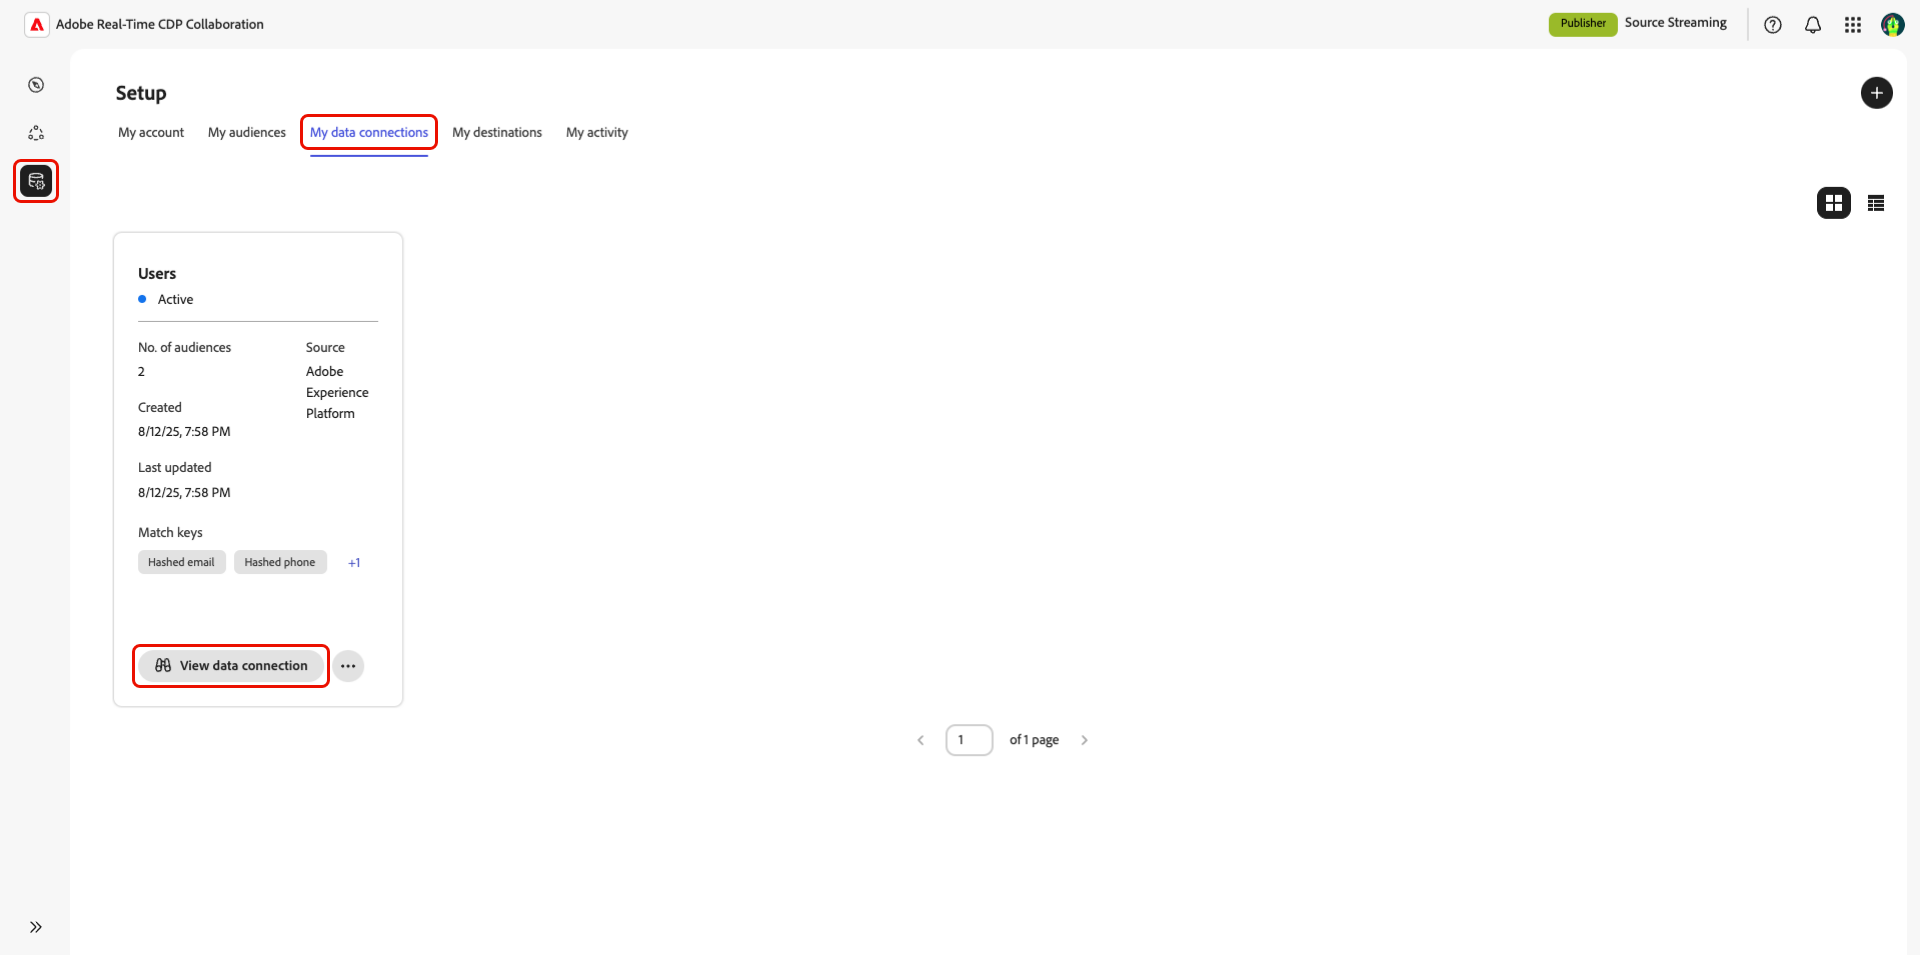 Adobe Real-Time CDP Collaboration
Publisher
Source Streaming
Setup
My account
My audiences
My data connections
My destinations
My activity
Users
Active
No. of audiences
2
Source
Adobe
Experience
Platform
Created
8/12/25, 7:58 PM
Last updated
8/12/25, 7:58 PM
Match keys
Hashed email
Hashed phone
+1
View data connection
1
of 1 page